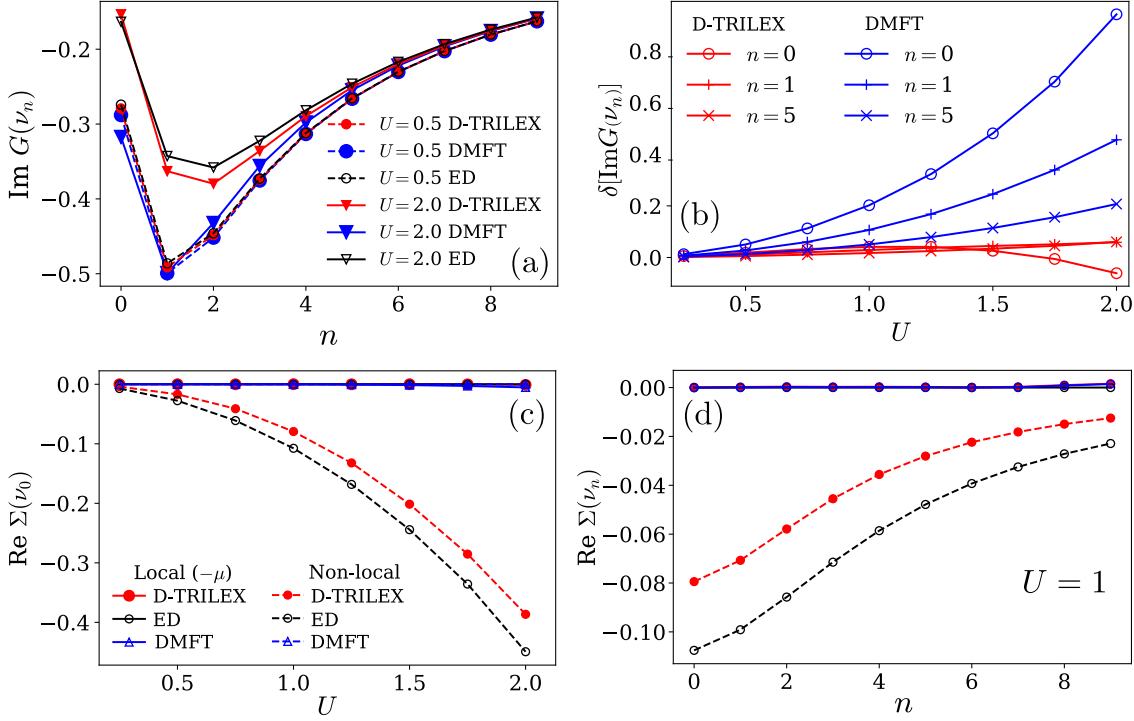 Im G(νₙ)
−0.2
−0.3
−0.4
−0.5
0 2 4 6 8
n
U = 0.5 D-TRILEX
U = 0.5 DMFT
U = 0.5 ED
U = 2.0 D-TRILEX
U = 2.0 DMFT
U = 2.0 ED
(a)
δ[ImG(νₙ)]
0.8
0.6
0.4
0.2
0.0
0.5 1.0 1.5 2.0
U
D-TRILEX DMFT
n = 0 n = 0
n = 1 n = 1
n = 5 n = 5
(b)
Re Σ(ν₀)
0.0
−0.1
−0.2
−0.3
−0.4
0.5 1.0 1.5 2.0
U
(c)
Local (−μ) Non-local
D-TRILEX D-TRILEX
ED ED
DMFT DMFT
Re Σ(νₙ)
0.00
−0.02
−0.04
−0.06
−0.08
−0.10
0 2 4 6 8
n
(d)
U = 1